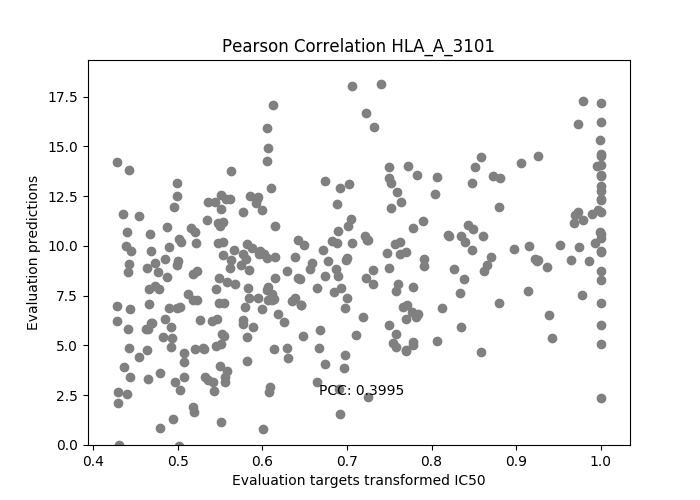 Pearson Correlation HLA_A_3101
Evaluation predictions
17.5
15.0
12.5
10.0
7.5
5.0
2.5
0.0
PCC: 0.3995
0.4 0.5 0.6 0.7 0.8 0.9 1.0
Evaluation targets transformed IC50